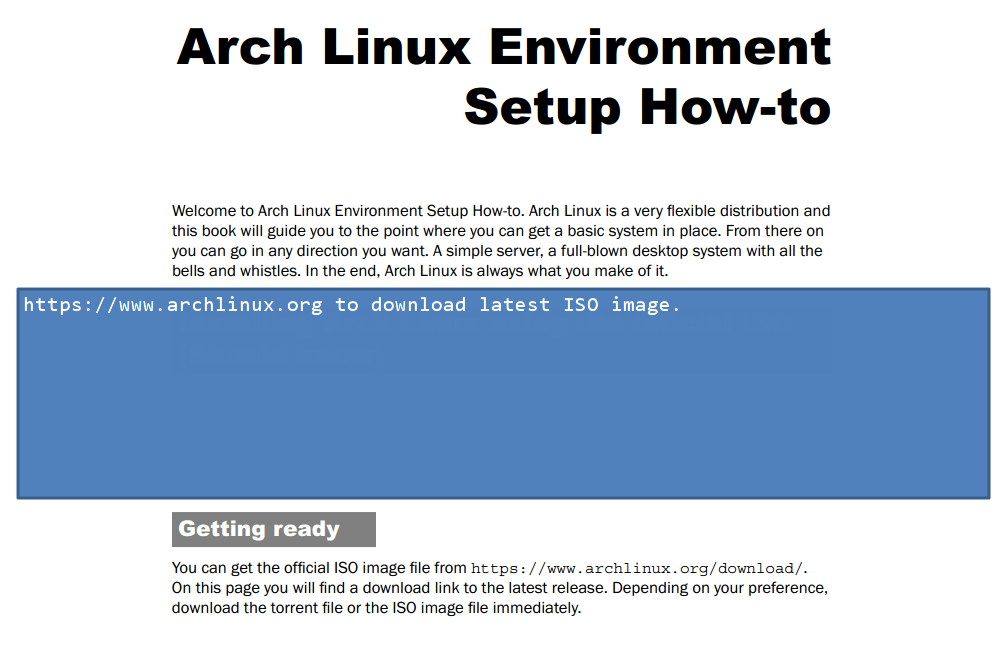 Arch Linux Environment
Setup How-to
Welcome to Arch Linux Environment Setup How-to. Arch Linux is a very flexible distribution and
this book will guide you to the point where you can get a basic system in place. From there on
you can go in any direction you want. A simple server, a full-blown desktop system with all the
bells and whistles. In the end, Arch Linux is always what you make of it.
https://www.archlinux.org to download latest ISO image.
Getting ready
You can get the official ISO image file from https://www.archlinux.org/download/.
On this page you will find a download link to the latest release. Depending on your preference,
download the torrent file or the ISO image file immediately.